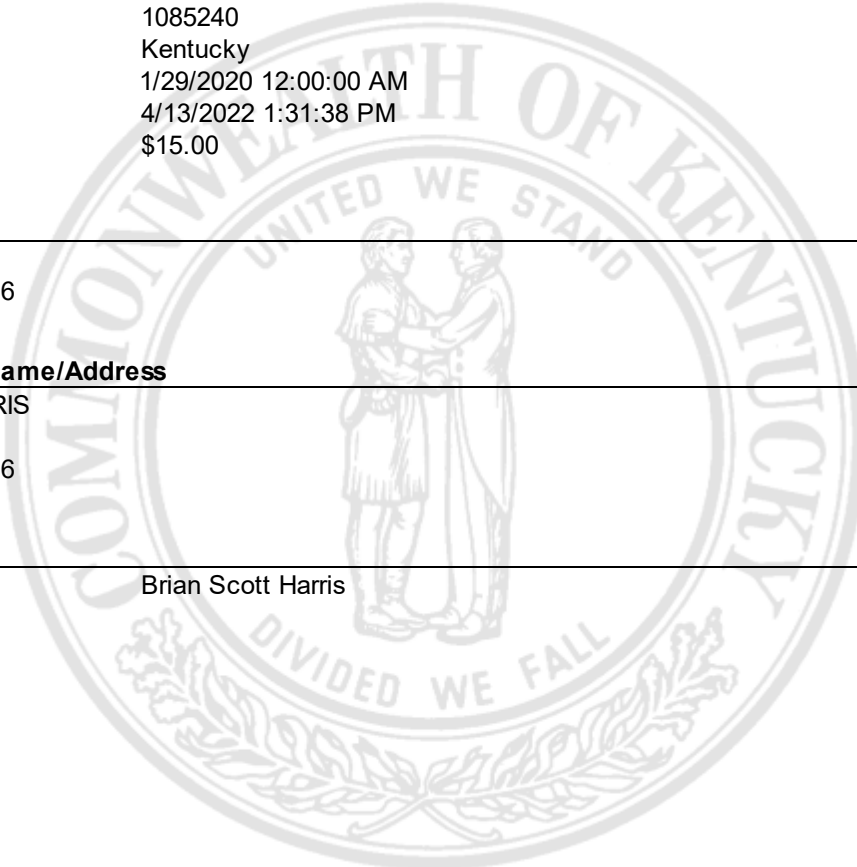 1085240
Kentucky
1/29/2020 12:00:00 AM
4/13/2022 1:31:38 PM
$15.00
COMMONWEALTH OF KENTUCKY
UNITED WE STAND
6
ame/Address
RIS
6
Brian Scott Harris
DIVIDED WE FALL